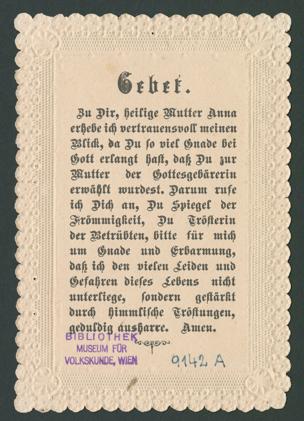 Gebet.
Zu Dir, heilige Mutter Anna
erhebe ich vertrauensvoll meinen
Blick, da Du so viel Gnade bei
Gott erlangt hast, daß Du zur
Mutter der Gottesgebärerin
erwählt wurdest. Darum rufe
ich Dich an, Du Spiegel der
Frömmigkeit, Du Trösterin
der Betrübten, bitte für mich
um Gnade und Erbarmung,
daß ich den vielen Leiden und
Gefahren dieses Lebens nicht
unterliege, sondern gestärkt
durch himmlische Tröstungen,
geduldig ausharre. Amen.
BIBLIOTHEK
MUSEUM FÜR
VOLKSKUNDE, WIEN
9142 A